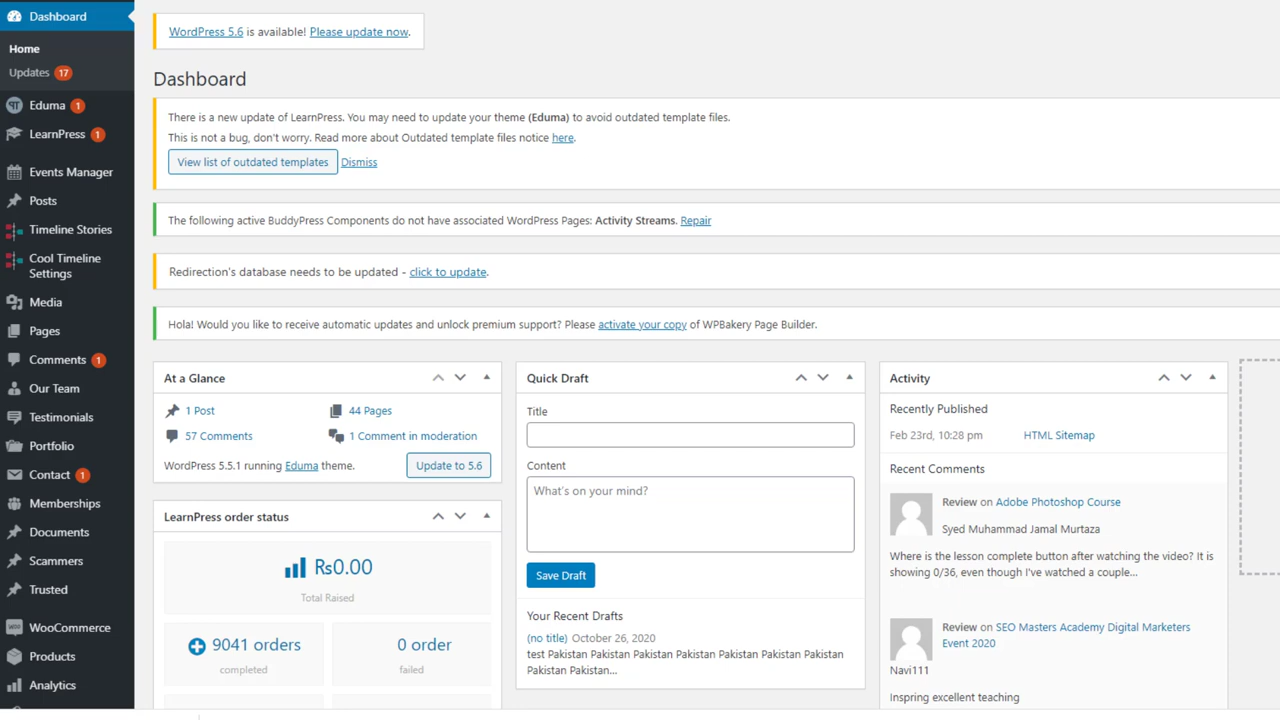 Dashboard
Home
Updates 17
Eduma 1
LearnPress 1
Events Manager
Posts
Timeline Stories
Cool Timeline
Settings
Media
Pages
Comments 1
Our Team
Testimonials
Portfolio
Contact 1
Memberships
Documents
Scammers
Trusted
WooCommerce
Products
Analytics
WordPress 5.6 is available! Please update now.
Dashboard
There is a new update of LearnPress. You may need to update your theme (Eduma) to avoid outdated template files.
This is not a bug, don't worry. Read more about Outdated template files notice here.
View list of outdated templates Dismiss
The following active BuddyPress Components do not have associated WordPress Pages: Activity Streams. Repair
Redirection's database needs to be updated - click to update.
Hola! Would you like to receive automatic updates and unlock premium support? Please activate your copy of WPBakery Page Builder.
At a Glance
1 Post 44 Pages
57 Comments 1 Comment in moderation
WordPress 5.5.1 running Eduma theme. Update to 5.6
LearnPress order status
Rs0.00
Total Raised
9041 orders 0 order
completed failed
Quick Draft
Title
Content
What's on your mind?
Save Draft
Your Recent Drafts
(no title) October 26, 2020
test Pakistan Pakistan Pakistan Pakistan Pakistan Pakistan
Pakistan Pakistan...
Activity
Recently Published
Feb 23rd, 10:28 pm HTML Sitemap
Recent Comments
Review on Adobe Photoshop Course
Syed Muhammad Jamal Murtaza
Where is the lesson complete button after watching the video? It is
showing 0/36, even though I've watched a couple...
Review on SEO Masters Academy Digital Marketers
Event 2020
Navi111
Inspring excellent teaching